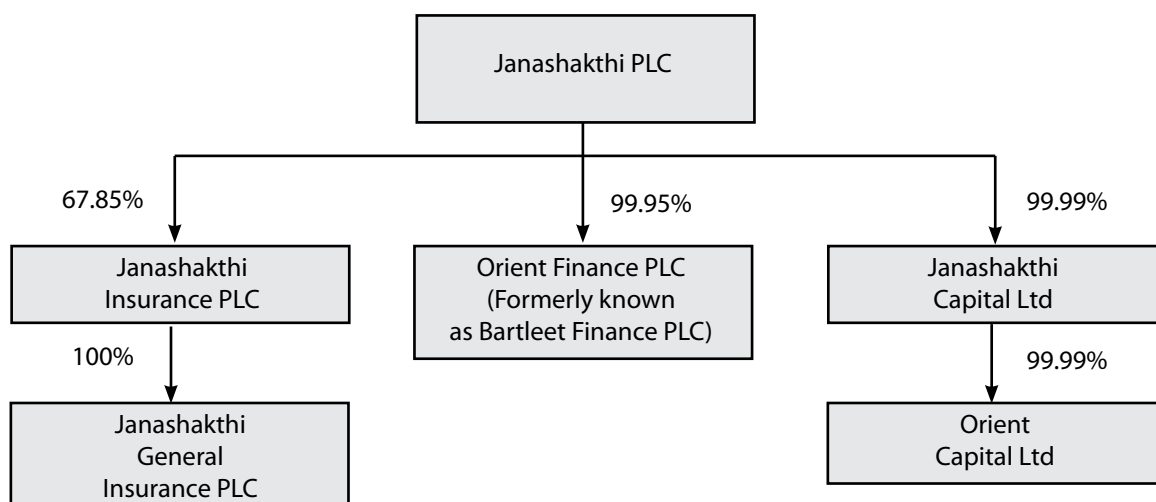 Janashakthi PLC
67.85%
99.95%
99.99%
Janashakthi
Insurance PLC
Orient Finance PLC
(Formerly known
as Bartleet Finance PLC)
Janashakthi
Capital Ltd
100%
99.99%
Janashakthi
General
Insurance PLC
Orient
Capital Ltd